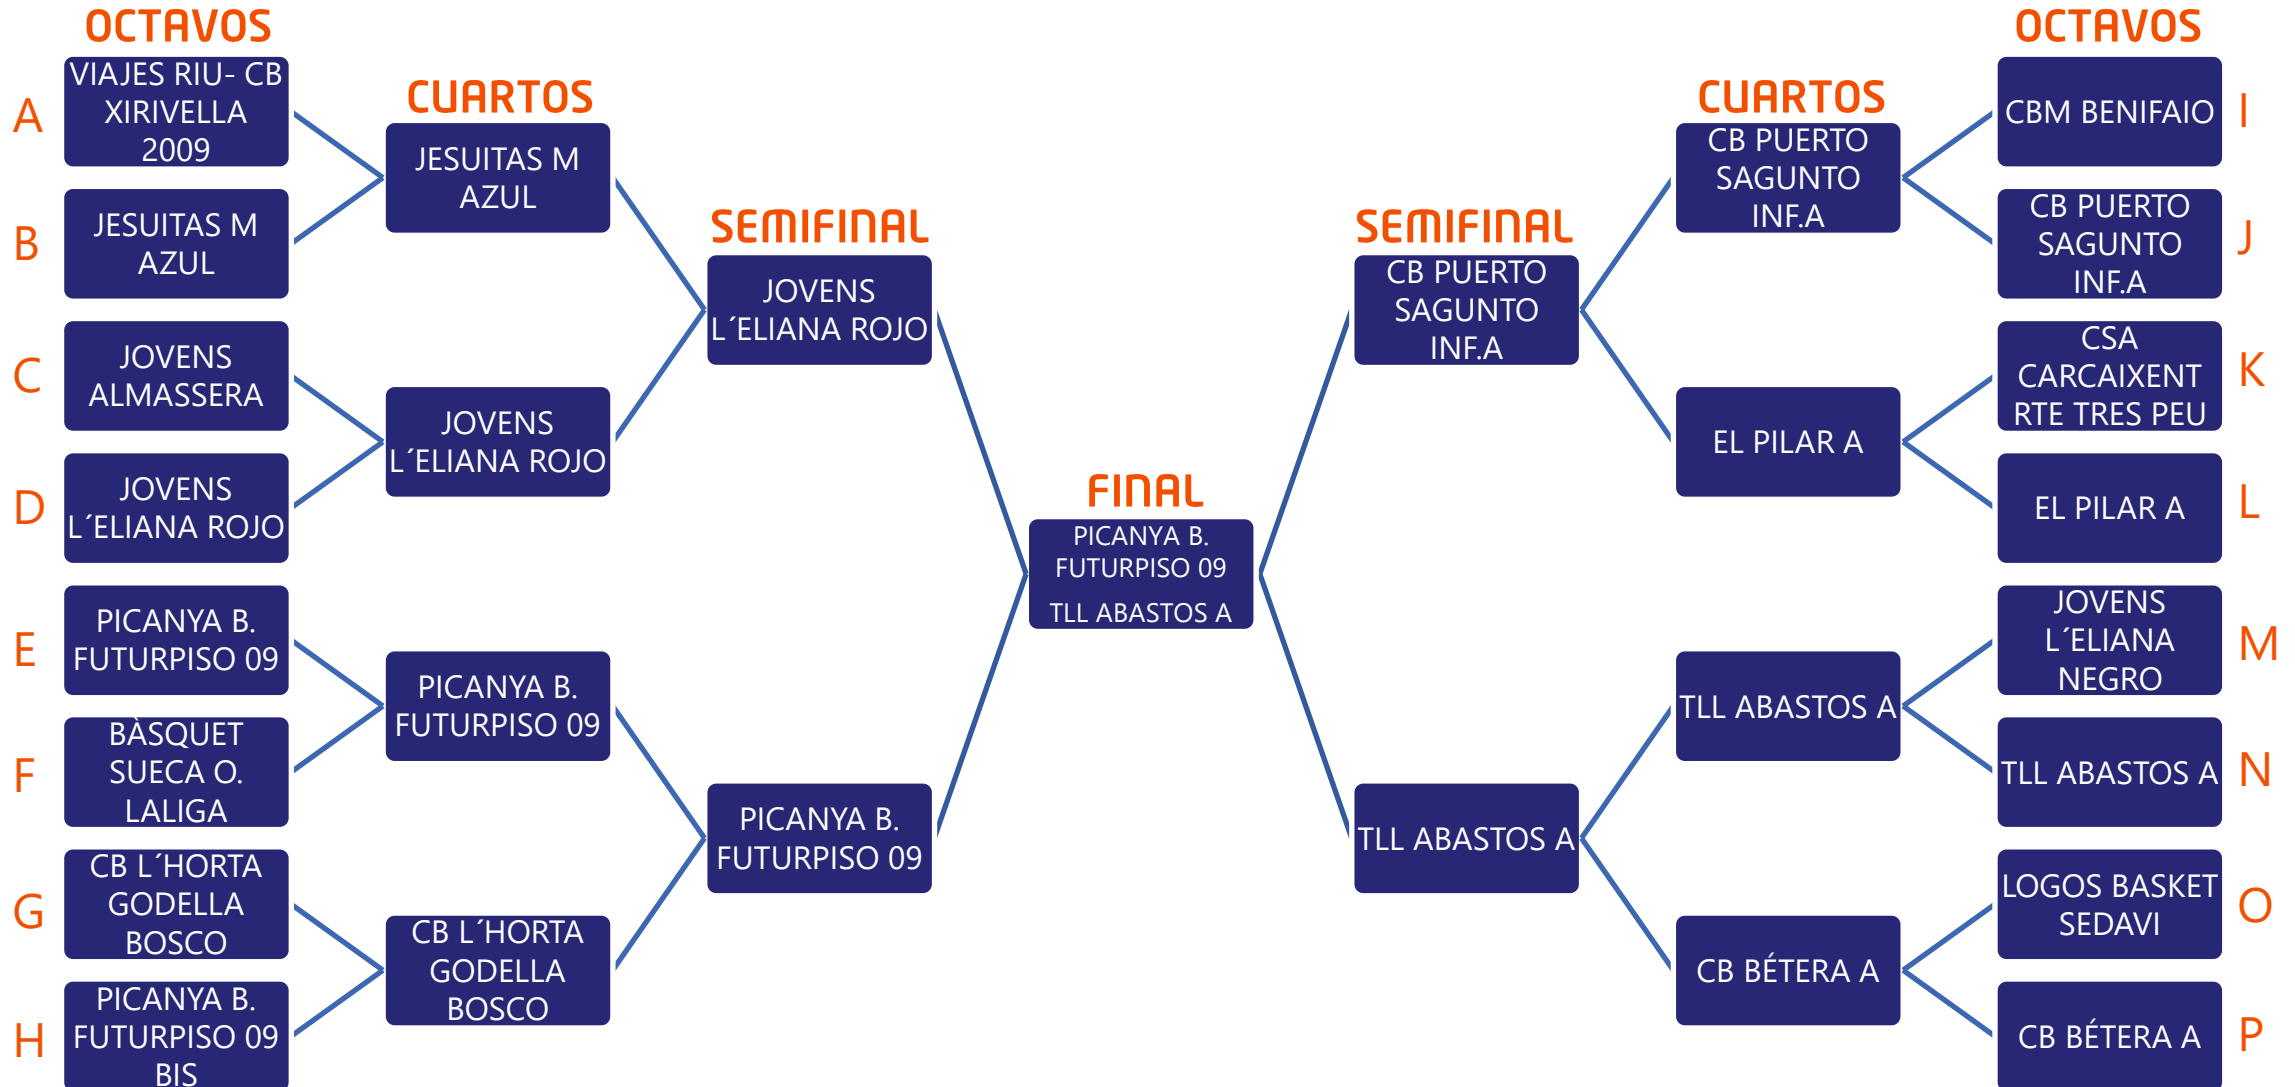 OCTAVOS
A
VIAJES RIU- CB
XIRIVELLA
2009
B
JESUITAS M
AZUL
C
JOVENS
ALMASSERA
D
JOVENS
L´ELIANA ROJO
E
PICANYA B.
FUTURPISO 09
F
BÀSQUET
SUECA O.
LALIGA
G
CB L´HORTA
GODELLA
BOSCO
H
PICANYA B.
FUTURPISO 09
BIS
CUARTOS
JESUITAS M
AZUL
JOVENS
L´ELIANA ROJO
PICANYA B.
FUTURPISO 09
CB L´HORTA
GODELLA
BOSCO
SEMIFINAL
JOVENS
L´ELIANA ROJO
PICANYA B.
FUTURPISO 09
FINAL
PICANYA B.
FUTURPISO 09
TLL ABASTOS A
SEMIFINAL
CB PUERTO
SAGUNTO
INF.A
TLL ABASTOS A
CUARTOS
CB PUERTO
SAGUNTO
INF.A
EL PILAR A
TLL ABASTOS A
CB BÉTERA A
OCTAVOS
CBM BENIFAIO
I
CB PUERTO
SAGUNTO
INF.A
J
CSA
CARCAIXENT
RTE TRES PEU
K
EL PILAR A
L
JOVENS
L´ELIANA
NEGRO
M
TLL ABASTOS A
N
LOGOS BASKET
SEDAVI
O
CB BÉTERA A
P